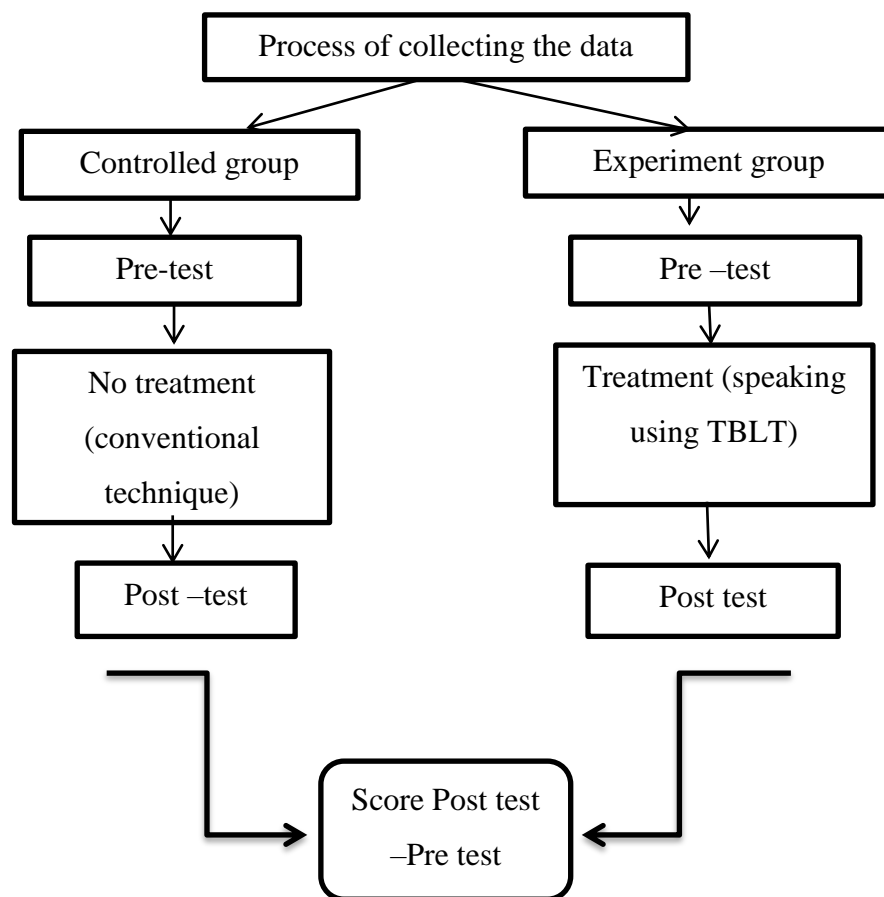 Process of collecting the data
Controlled group
Experiment group
Pre-test
Pre –test
No treatment
(conventional
technique)
Treatment (speaking
using TBLT)
Post –test
Post test
Score Post test
–Pre test